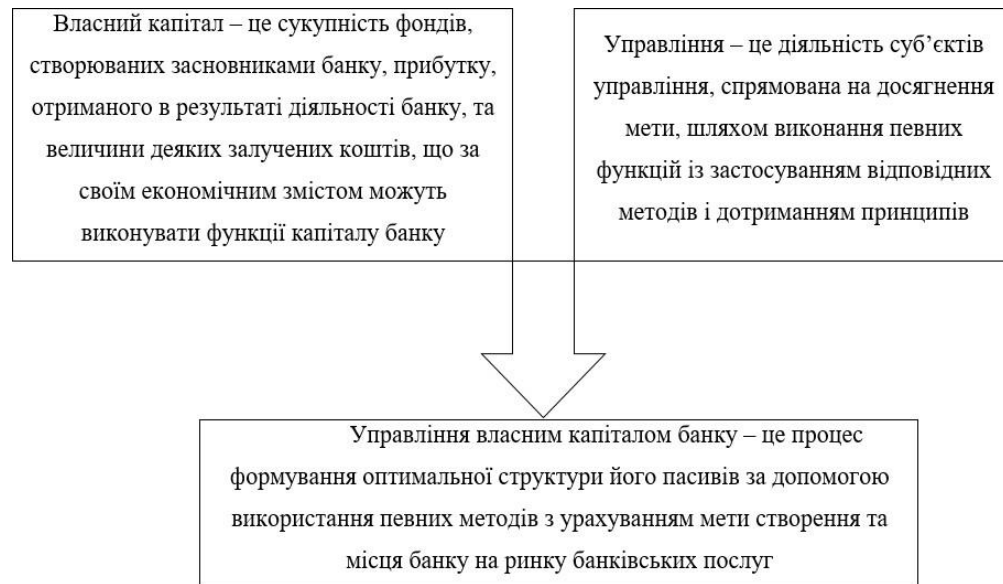 Власний капітал – це сукупність фондів,
створюваних засновниками банку, прибутку,
отриманого в результаті діяльності банку, та
величини деяких залучених коштів, що за
своїм економічним змістом можуть
виконувати функції капіталу банку
Управління – це діяльність суб’єктів
управління, спрямована на досягнення
мети, шляхом виконання певних
функцій із застосуванням відповідних
методів і дотриманням принципів
Управління власним капіталом банку – це процес
формування оптимальної структури його пасивів за допомогою
використання певних методів з урахуванням мети створення та
місця банку на ринку банківських послуг